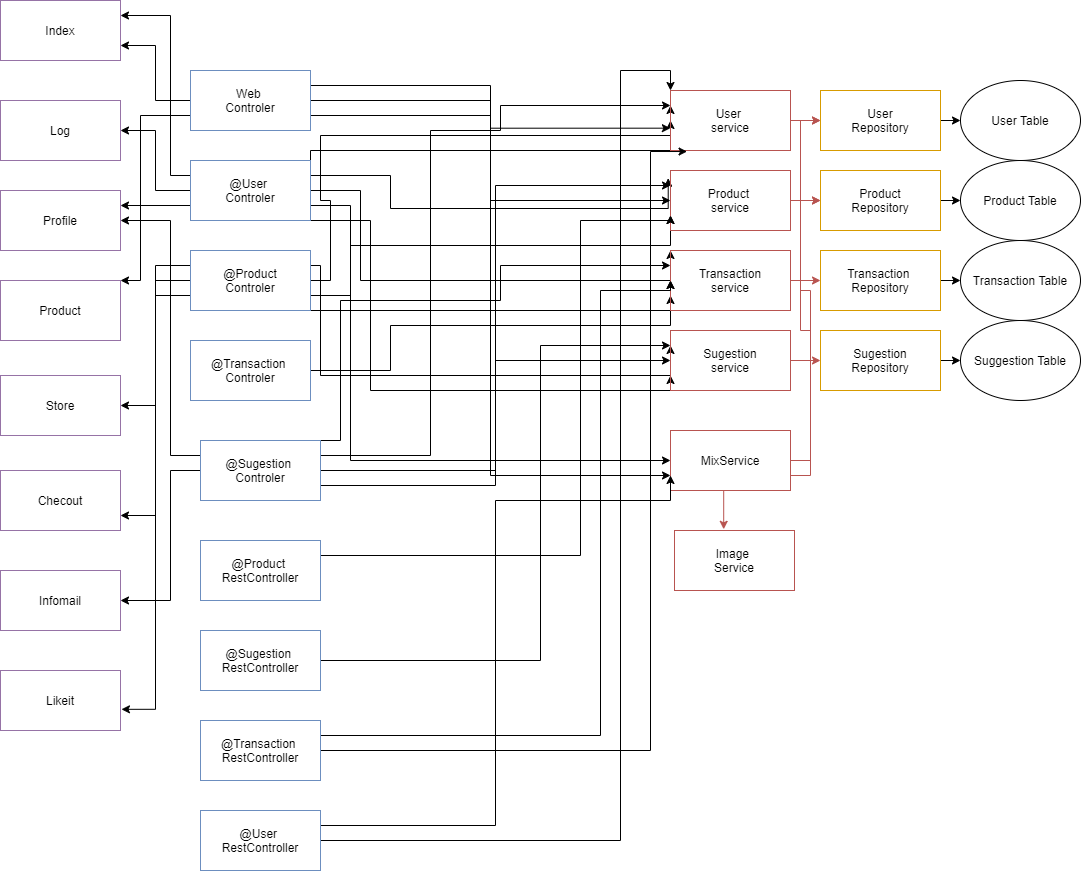 Index
Log
Profile
Product
Store
Checout
Infomail
Likeit
Web
Controler
@User
Controler
@Product
Controler
@Transaction
Controler
@Sugestion
Controler
@Product
RestController
@Sugestion
RestController
@Transaction
RestController
@User
RestController
User
service
Product
service
Transaction
service
Sugestion
service
MixService
Image
Service
User
Repository
Product
Repository
Transaction
Repository
Sugestion
Repository
User Table
Product Table
Transaction Table
Suggestion Table